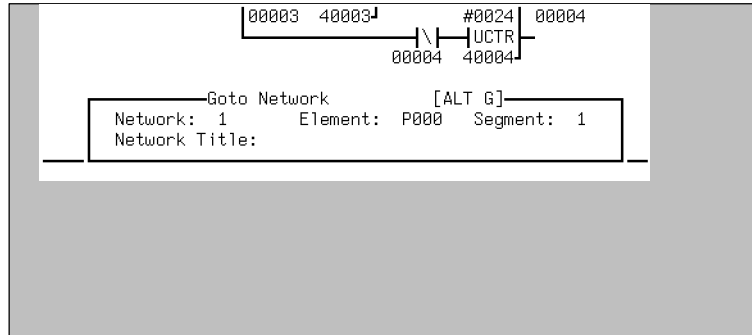 00003 40003
#0024 00004
UCTR
00004 40004
Goto Network [ALT G]
Network: 1 Element: P000 Segment: 1
Network Title: